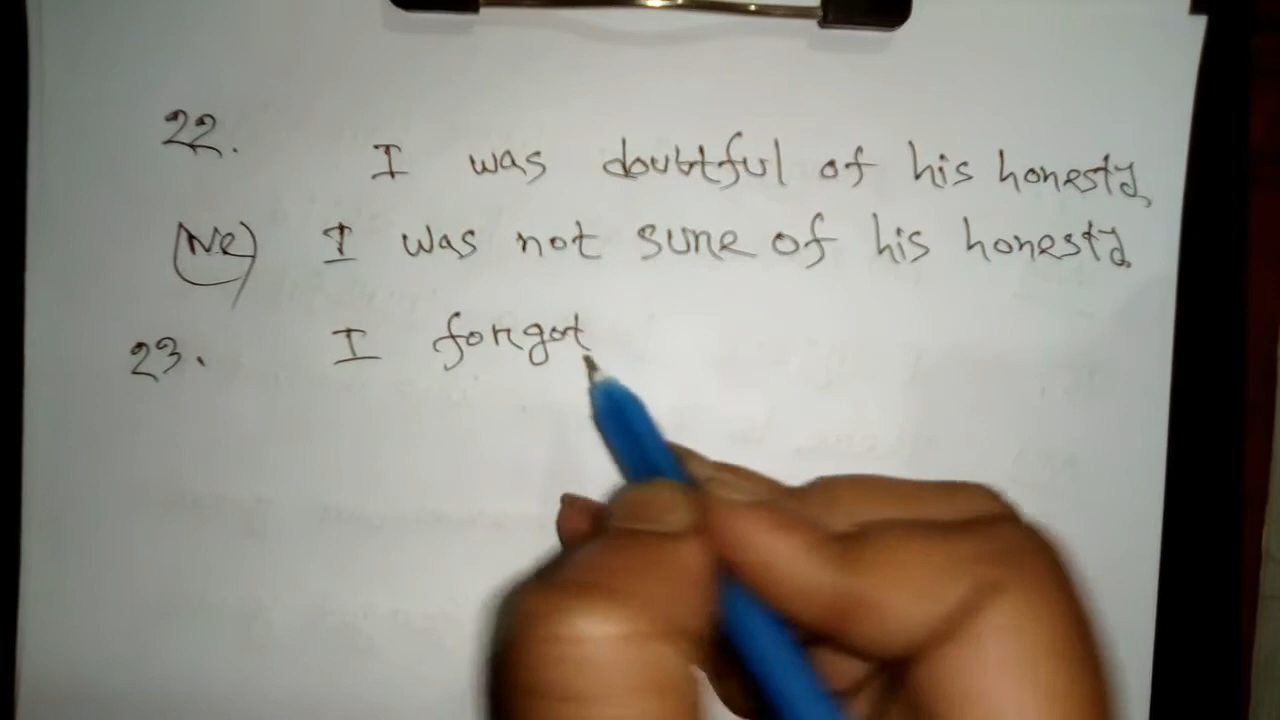 22. I was doubtful of his honesty
(Ne) I was not sure of his honesty
23. I forgot